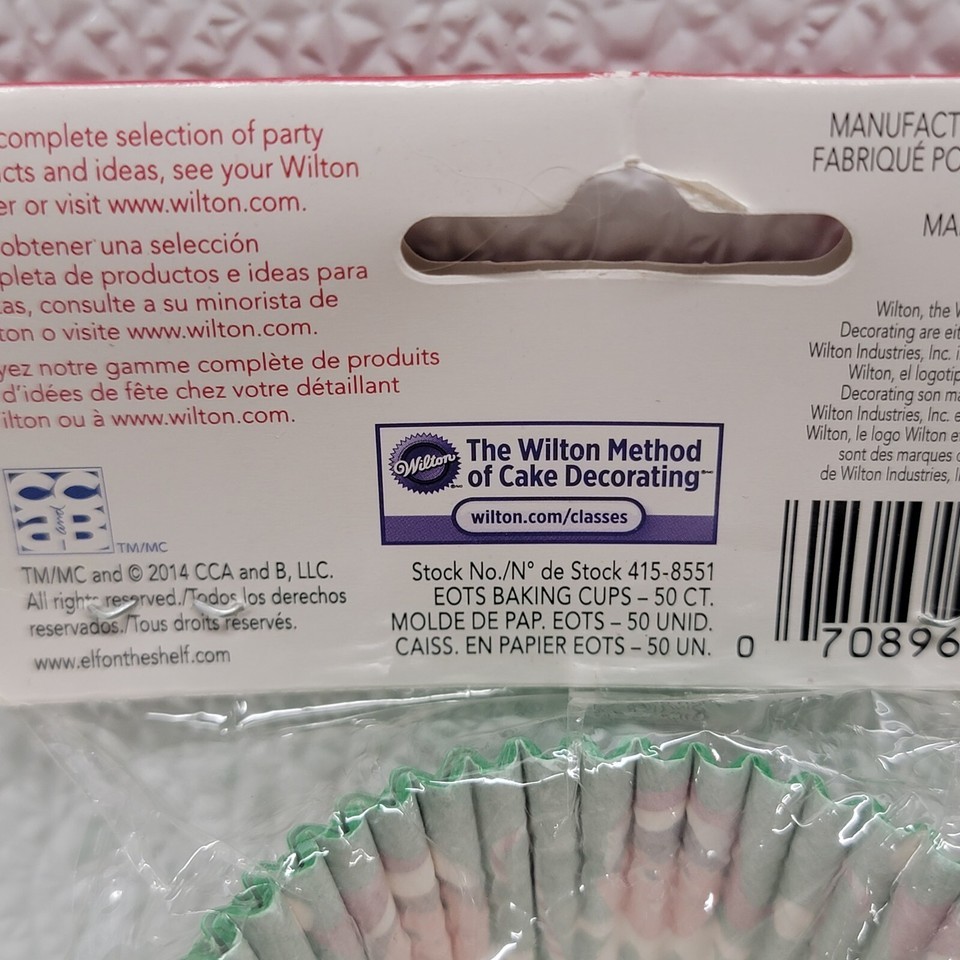 complete selection of party
cts and ideas, see your Wilton
er or visit www.wilton.com.
obtener una selección
pleta de productos e ideas para
as, consulte a su minorista de
ton o visite www.wilton.com.
yez notre gamme complète de produits
d'idées de fête chez votre détaillant
ilton ou à www.wilton.com.
MANUFACT
FABRIQUÉ PO
MA
Wilton, the W
Decorating are eit
Wilton Industries, Inc. i
Wilton, el logotip
Decorating son ma
Wilton Industries, Inc. e
Wilton, le logo Wilton et
sont des marques d
de Wilton Industries, I
Wilton
The Wilton Method
of Cake Decorating™
wilton.com/classes
CCA and B
TM/MC
TM/MC and © 2014 CCA and B, LLC.
All rights reserved./Todos los derechos
reservados./Tous droits réservés.
www.elfontheshelf.com
Stock No./N° de Stock 415-8551
EOTS BAKING CUPS – 50 CT.
MOLDE DE PAP. EOTS – 50 UNID.
CAISS. EN PAPIER EOTS – 50 UN.
0 70896